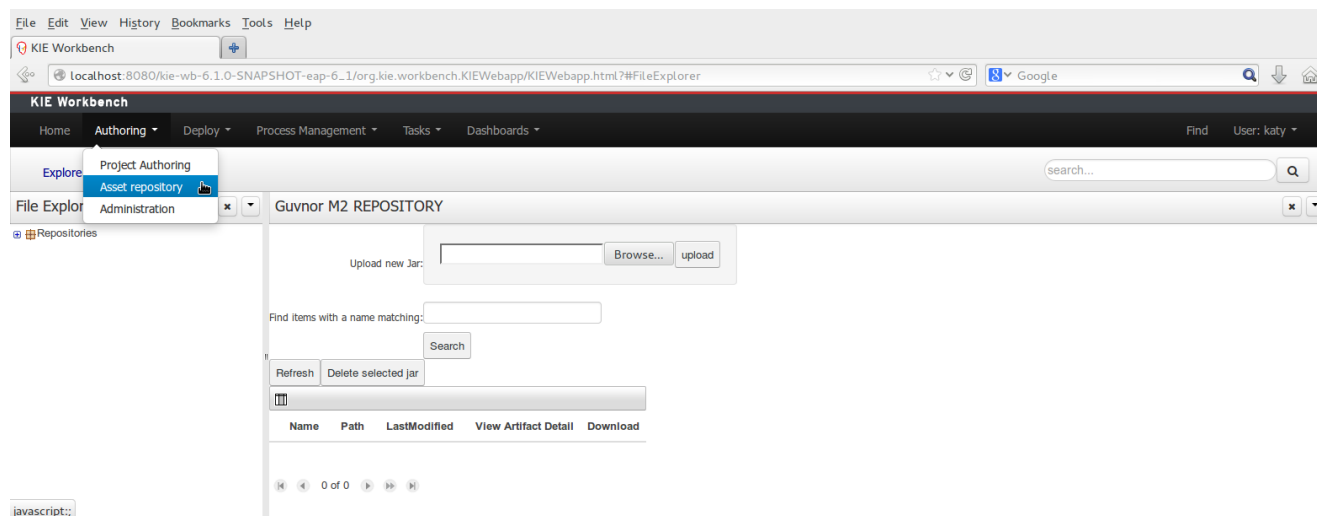 File Edit View History Bookmarks Tools Help
KIE Workbench
localhost:8080/kie-wb-6.1.0-SNAPSHOT-eap-6_1/org.kie.workbench.KIEWebapp/KIEWebapp.html?#FileExplorer
Google
KIE Workbench
Home Authoring Deploy Process Management Tasks Dashboards Find User: katy
Project Authoring
Explore search...
Asset repository
File Explor Administration Guvnor M2 REPOSITORY
Repositories
Upload new Jar: Browse... upload
Find items with a name matching:
Search
Refresh Delete selected jar
Name Path LastModified View Artifact Detail Download
0 of 0
javascript:;